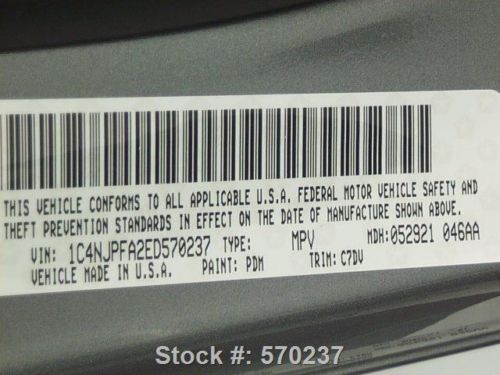 THIS VEHICLE CONFORMS TO ALL APPLICABLE U.S.A. FEDERAL MOTOR VEHICLE SAFETY AND
THEFT PREVENTION STANDARDS IN EFFECT ON THE DATE OF MANUFACTURE SHOWN ABOVE.
VIN: 1C4NJPFA2ED570237 TYPE: MPV MDH:052921 046AA
VEHICLE MADE IN U.S.A. PAINT: PDM TRIM: C7DV
Stock #: 570237